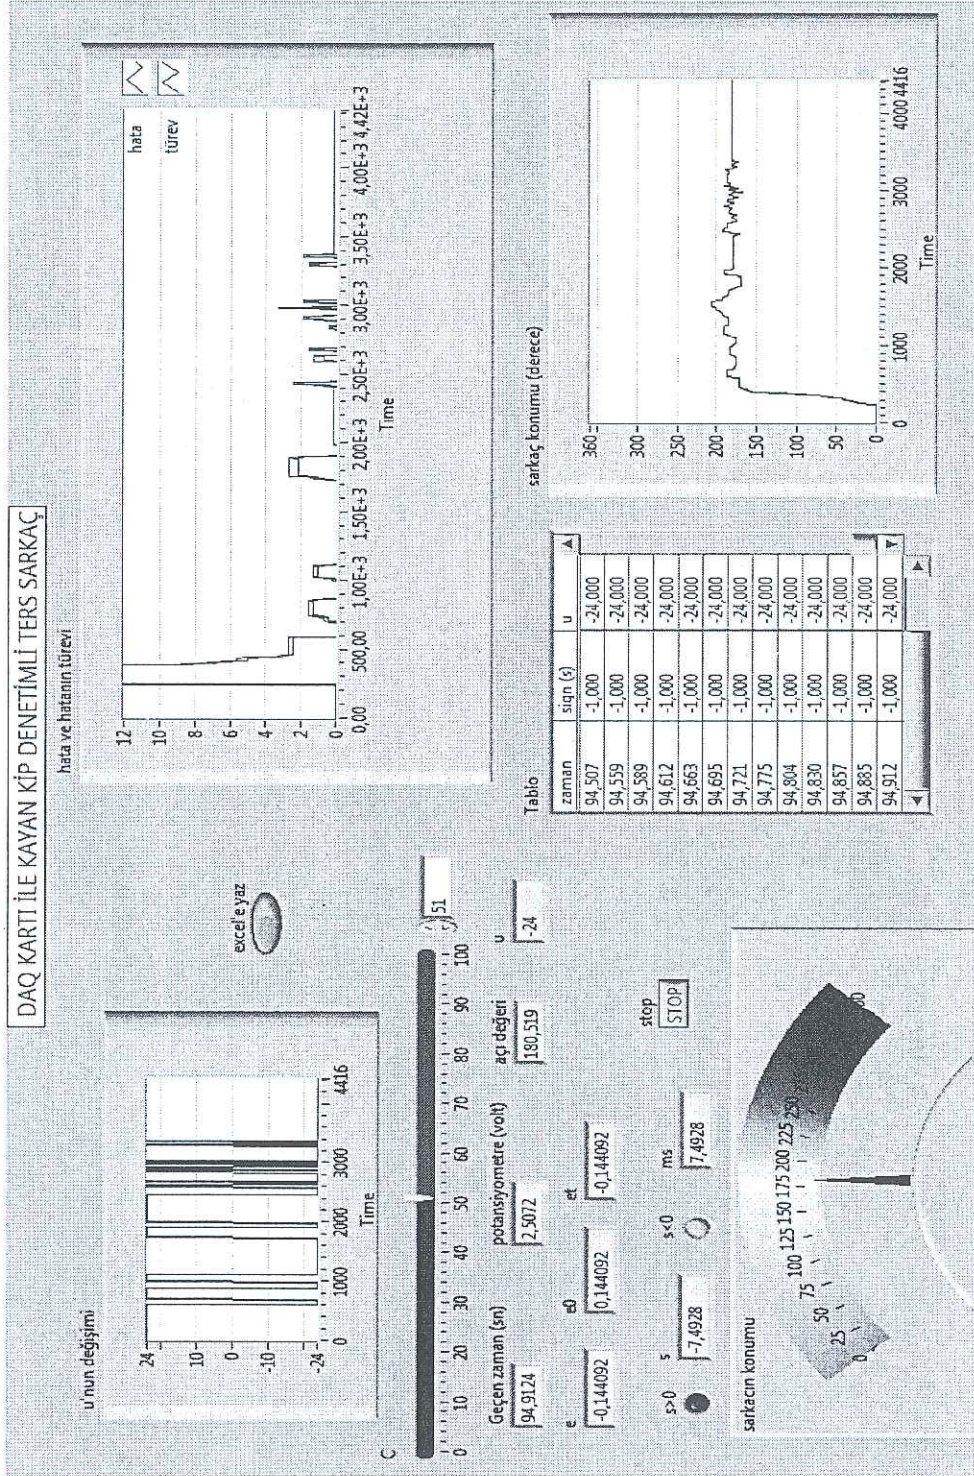 DAQ KARTI İLE KAYAN KİP DENETİMLİ TERS SARKAÇ
u'nun değişimi
24
10
0
-10
-24
0 1000 2000 3000 4416
Time
excel'e yaz
hata ve hatanın türevi
hata
türev
12
10
8
6
4
2
0
0,00 500,00 1,00E+3 1,50E+3 2,00E+3 2,50E+3 3,00E+3 3,50E+3 4,00E+3 4,42E+3
Time
C
0 10 20 30 40 50 60 70 80 90 100
51
Geçen zaman (sn) potansiyometre (volt) açı değeri u
94,9124 2,5072 180,519 -24
e e0 et
-0,144092 0,144092 -0,144092
s>0 s s<0 ms
-7,4928 7,4928
stop
STOP
sarkacın konumu
0 25 50 75 100 125 150 175 200 225 250
Tablo
zaman sign (s) u
94,507 -1,000 -24,000
94,559 -1,000 -24,000
94,589 -1,000 -24,000
94,612 -1,000 -24,000
94,663 -1,000 -24,000
94,695 -1,000 -24,000
94,721 -1,000 -24,000
94,775 -1,000 -24,000
94,804 -1,000 -24,000
94,830 -1,000 -24,000
94,857 -1,000 -24,000
94,885 -1,000 -24,000
94,912 -1,000 -24,000
sarkaç konumu (derece)
360
300
250
200
150
100
50
0
0 1000 2000 3000 4000 4416
Time